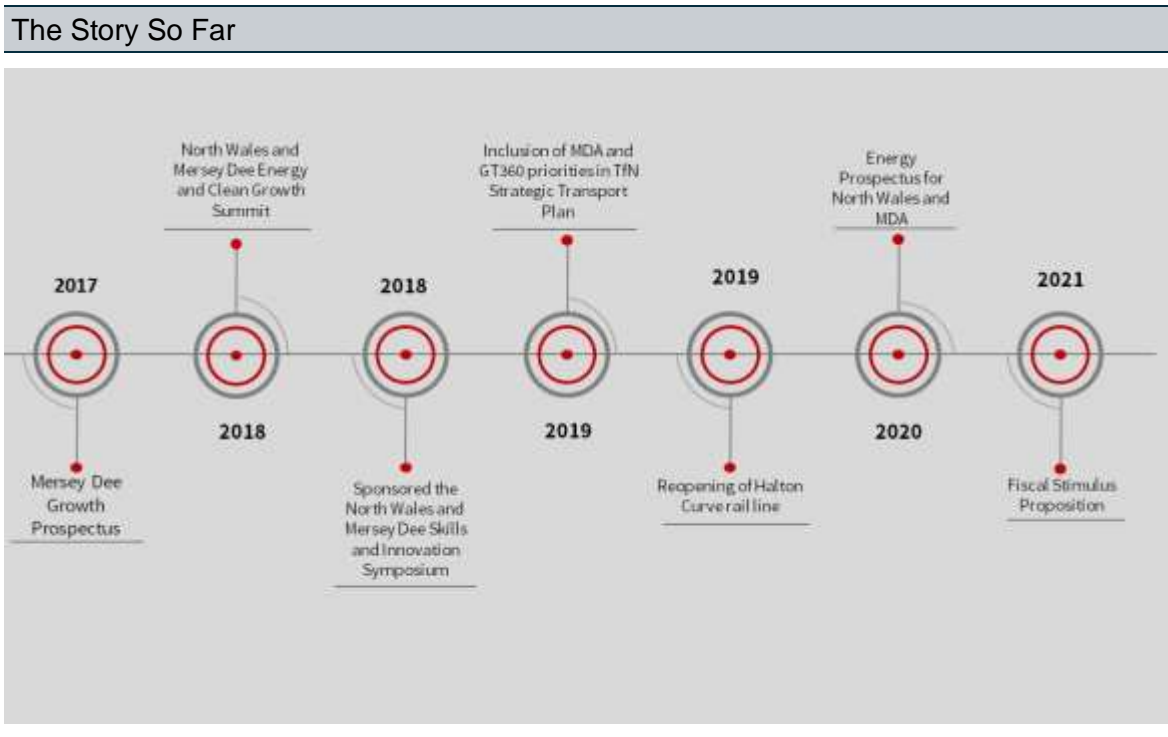 The Story So Far
2017
Mersey Dee
Growth
Prospectus
North Wales and
Mersey Dee Energy
and Clean Growth
Summit
2018
2018
Sponsored the
North Wales and
Mersey Dee Skills
and Innovation
Symposium
Inclusion of MDA and
GT360 priorities in TfN
Strategic Transport
Plan
2019
2019
Reopening of Halton
Curve rail line
Energy
Prospectus for
North Wales and
MDA
2020
2021
Fiscal Stimulus
Proposition